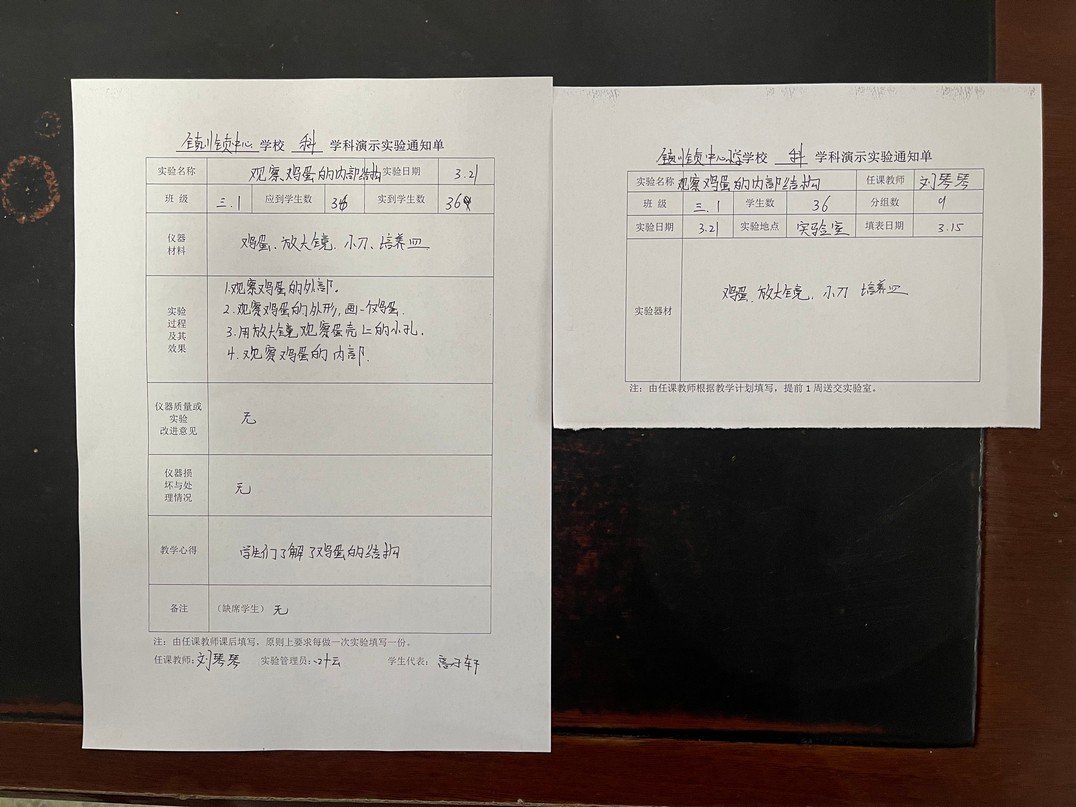 镇中心 学校 科 学科演示实验通知单
实验名称 观察鸡蛋的内部结构 实验日期 3.21
班 级 三.1 应到学生数 36 实到学生数 36
仪器
材料
鸡蛋、放大镜、小刀、培养皿
实验
过程
及其
效果
1.观察鸡蛋的外部。
2.观察鸡蛋的外形,画一个鸡蛋.
3.用放大镜观察蛋壳上的小孔.
4.观察鸡蛋的内部.
仪器质量或
实验
改进意见
无
仪器损
坏与处
理情况
无
教学心得 学生们了解了鸡蛋的结构
备注 (缺席学生) 无
注:由任课教师课后填写,原则上要求每做一次实验填写一份。
任课教师:刘琴琴 实验管理员: 学生代表:
镇中心小学学校 科 学科演示实验通知单
实验名称 观察鸡蛋的内部结构 任课教师 刘琴琴
班 级 三.1 学生数 36 分组数 9
实验日期 3.21 实验地点 实验室 填表日期 3.15
实验器材 鸡蛋、放大镜、小刀 培养皿
注:由任课教师根据教学计划填写,提前1周送交实验室。